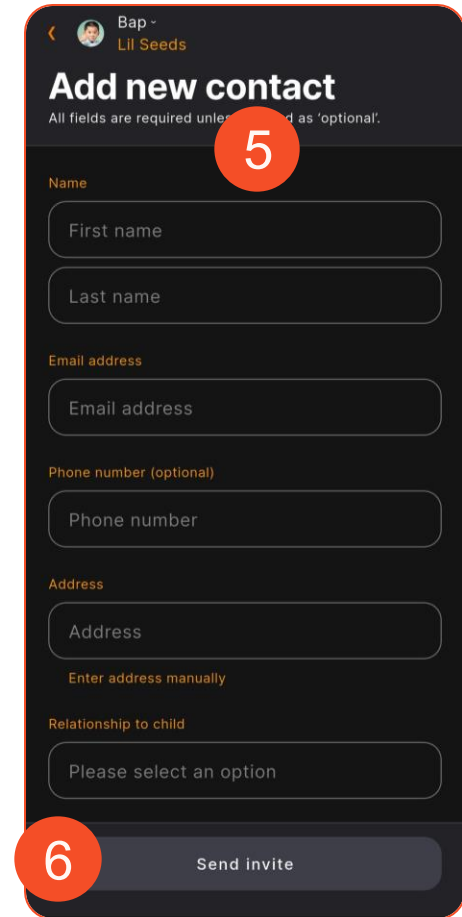 Bap
Lil Seeds
Add new contact
All fields are required as ‘optional’.
5
Name
First name
Last name
Email address
Email address
Phone number (optional)
Phone number
Address
Address
Enter address manually
Relationship to child
Please select an option
6
Send invite